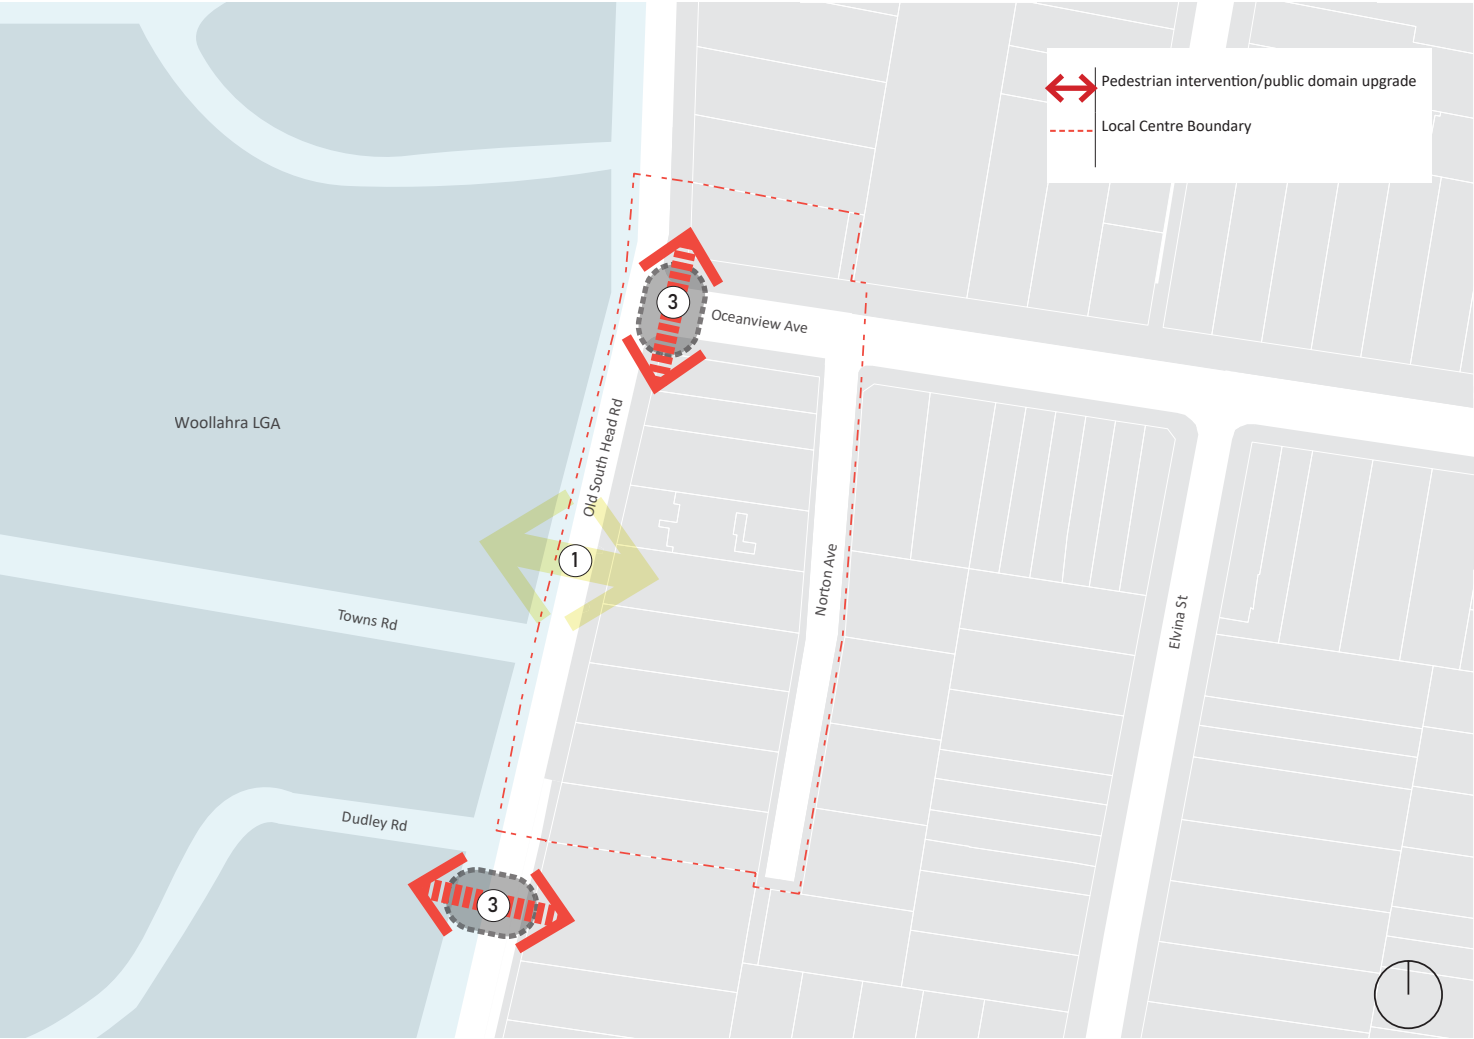 Pedestrian intervention/public domain upgrade
Local Centre Boundary
3
Oceanview Ave
Woollahra LGA
Old South Head Rd
1
Norton Ave
Towns Rd
Elvina St
Dudley Rd
3